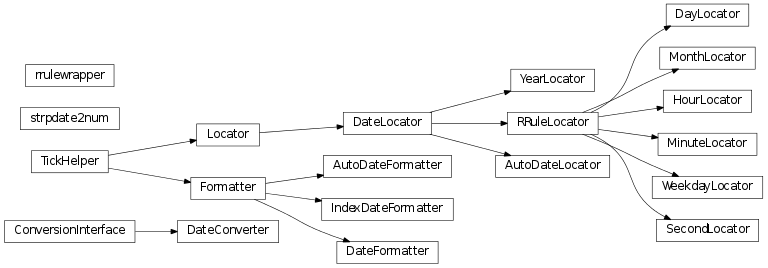 DayLocator
MonthLocator
rrulewrapper
YearLocator
HourLocator
strpdate2num
DateLocator
RRuleLocator
Locator
MinuteLocator
TickHelper
AutoDateFormatter
AutoDateLocator
Formatter
WeekdayLocator
IndexDateFormatter
ConversionInterface
DateConverter
SecondLocator
DateFormatter